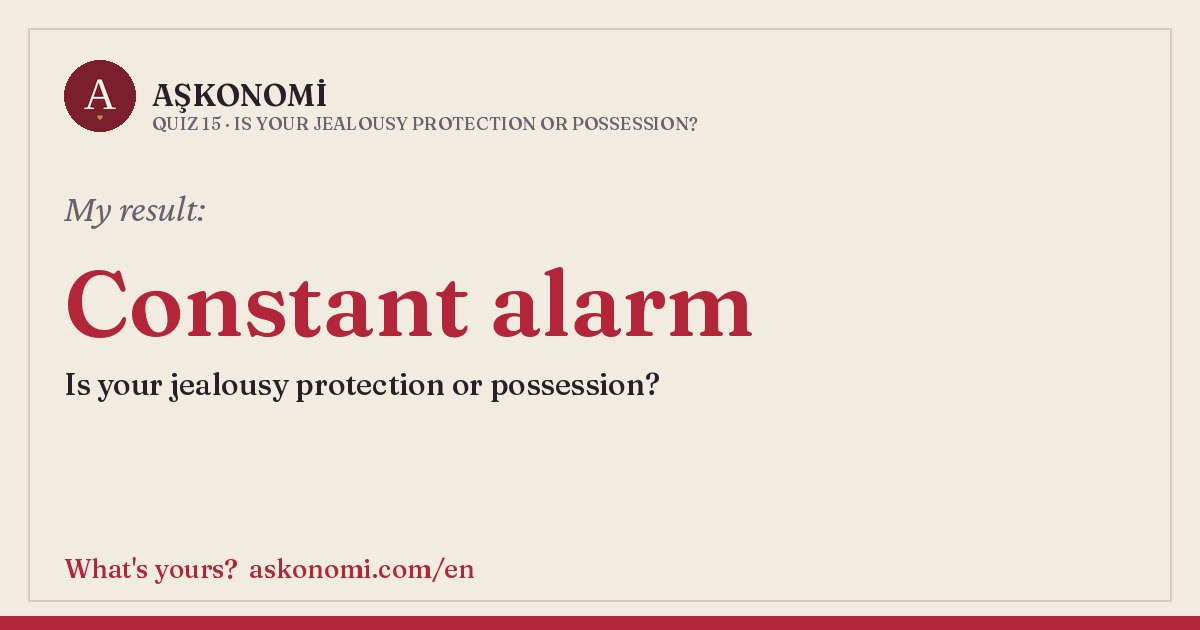 A
AŞKONOMİ
QUIZ 15 · IS YOUR JEALOUSY PROTECTION OR POSSESSION?
My result:
Constant alarm
Is your jealousy protection or possession?
What's yours? askonomi.com/en